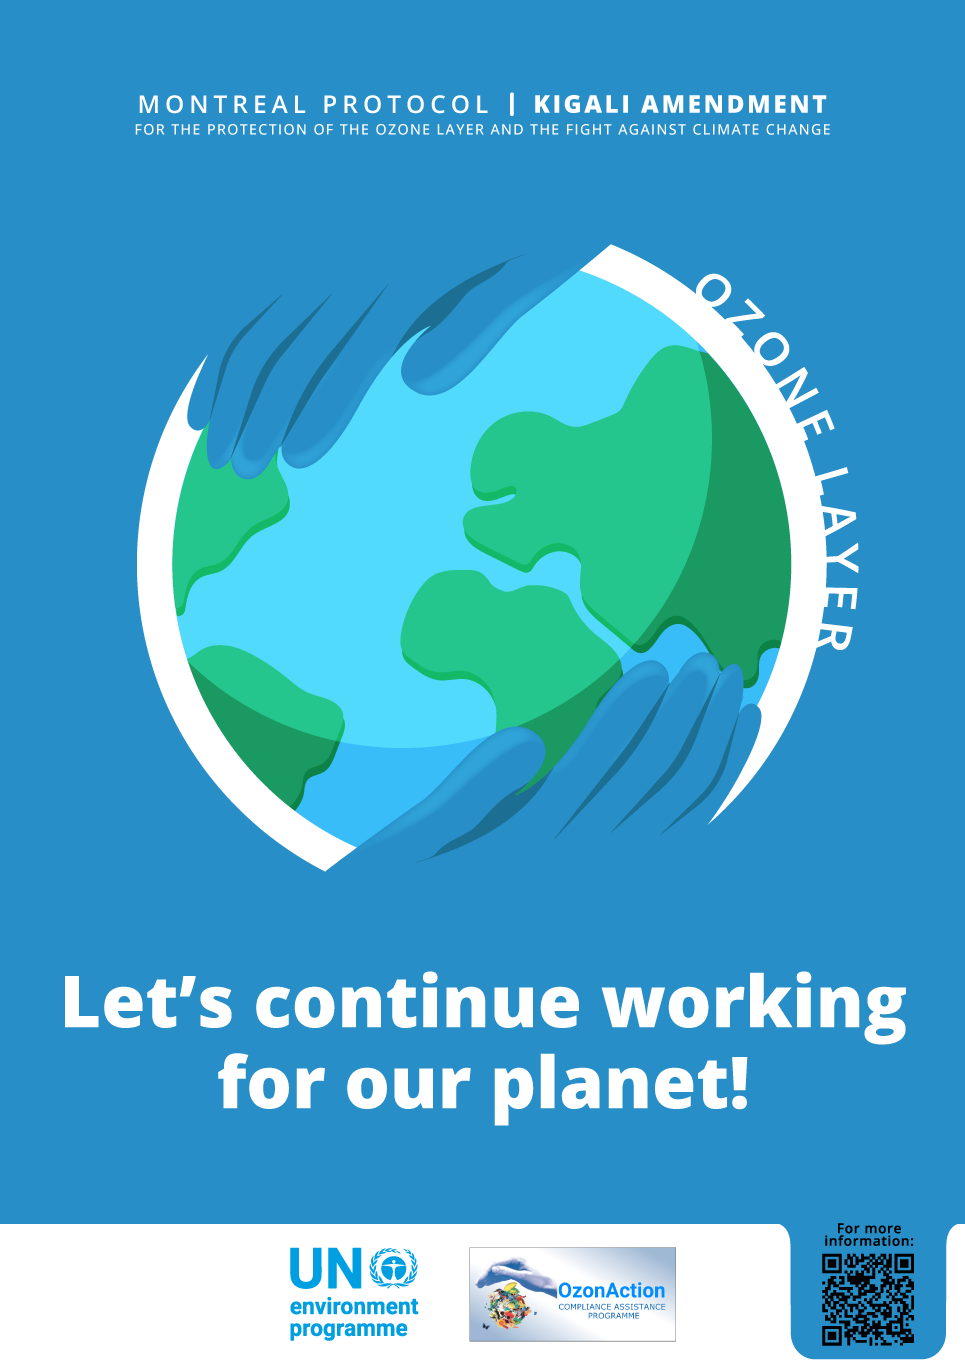 MONTREAL PROTOCOL | KIGALI AMENDMENT
FOR THE PROTECTION OF THE OZONE LAYER AND THE FIGHT AGAINST CLIMATE CHANGE
OZONE LAYER
Let's continue working
for our planet!
UN
environment
programme
OzonAction
COMPLIANCE ASSISTANCE
PROGRAMME
For more
information: